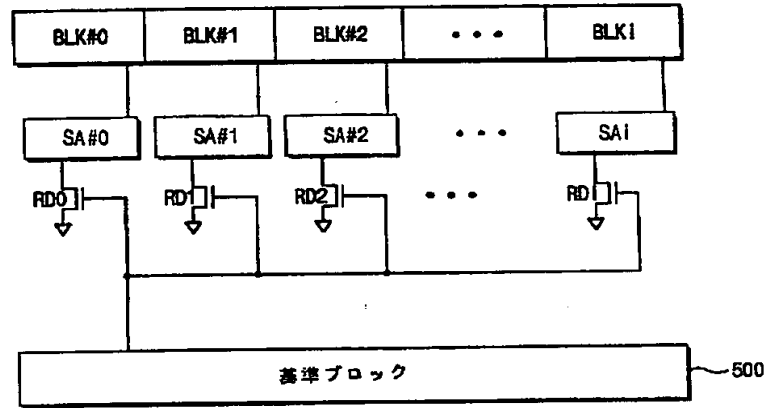 BLK#0 BLK#1 BLK#2 • • • BLKi
SA#0 SA#1 SA#2 • • • SAi
RD0 RD1 RD2 • • • RDi
基準ブロック 500